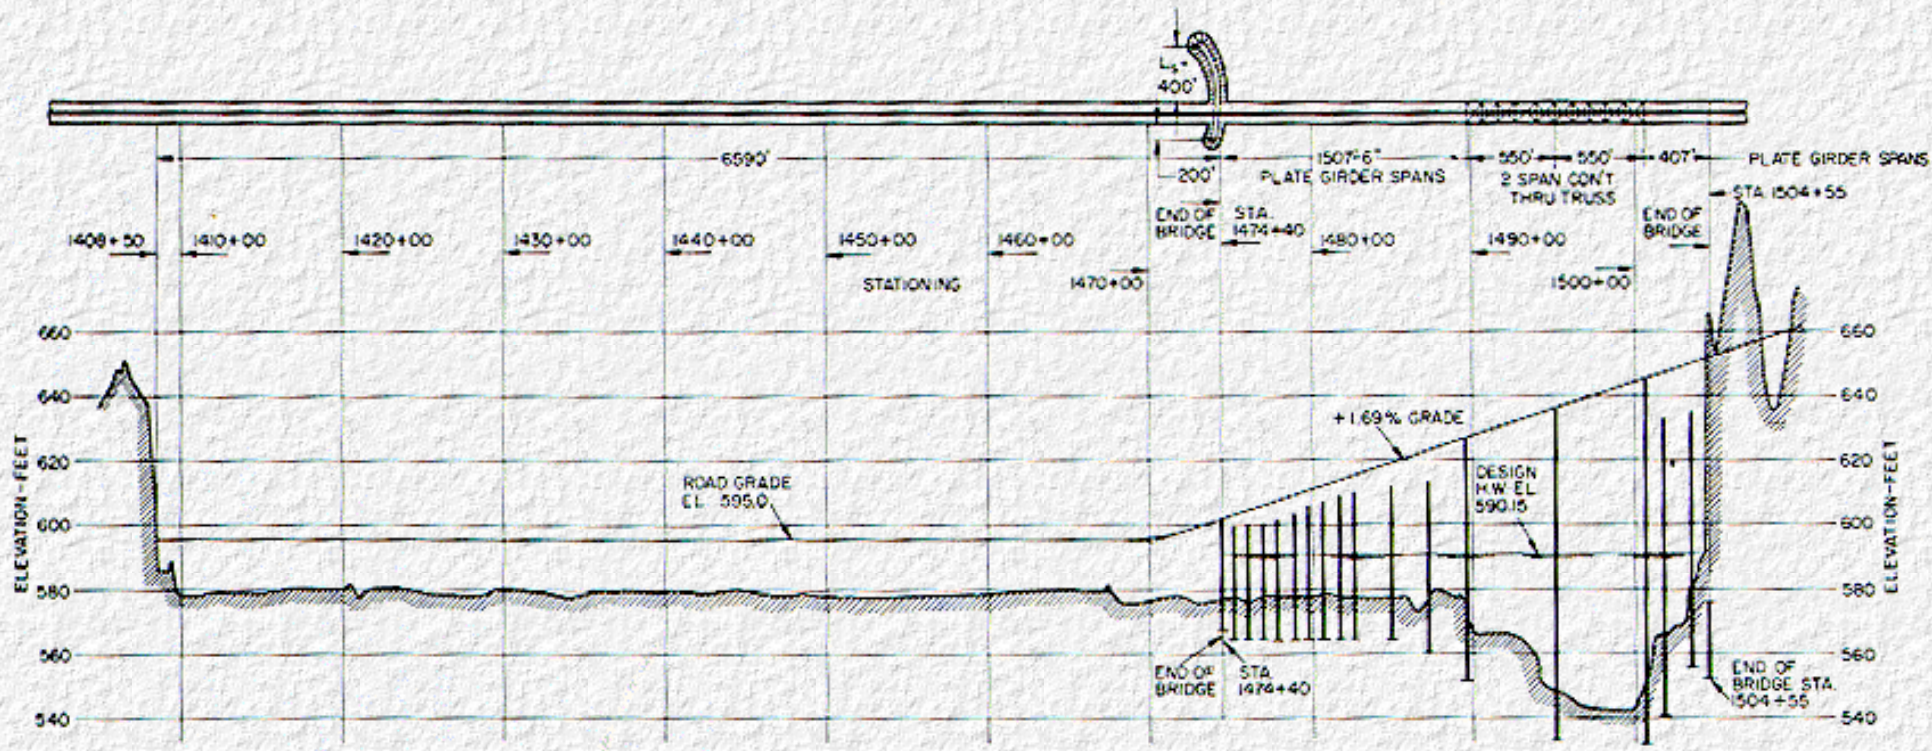 Ls =
400'
6590'
200'
1507'-6"
PLATE GIRDER SPANS
550'
550'
2 SPAN CON'T
THRU TRUSS
407'
PLATE GIRDER SPANS
STA. 1504+55
END OF
BRIDGE
STA.
1474+40
END OF
BRIDGE
1408+50
1410+00
1420+00
1430+00
1440+00
1450+00
1460+00
1470+00
1480+00
1490+00
1500+00
STATIONING
660
640
620
600
580
560
540
ELEVATION-FEET
ROAD GRADE
EL 595.0
+1.69% GRADE
DESIGN
H.W. EL
590.15
END OF
BRIDGE
STA.
1474+40
END OF
BRIDGE STA.
1504+55
660
640
620
600
580
560
540
ELEVATION-FEET